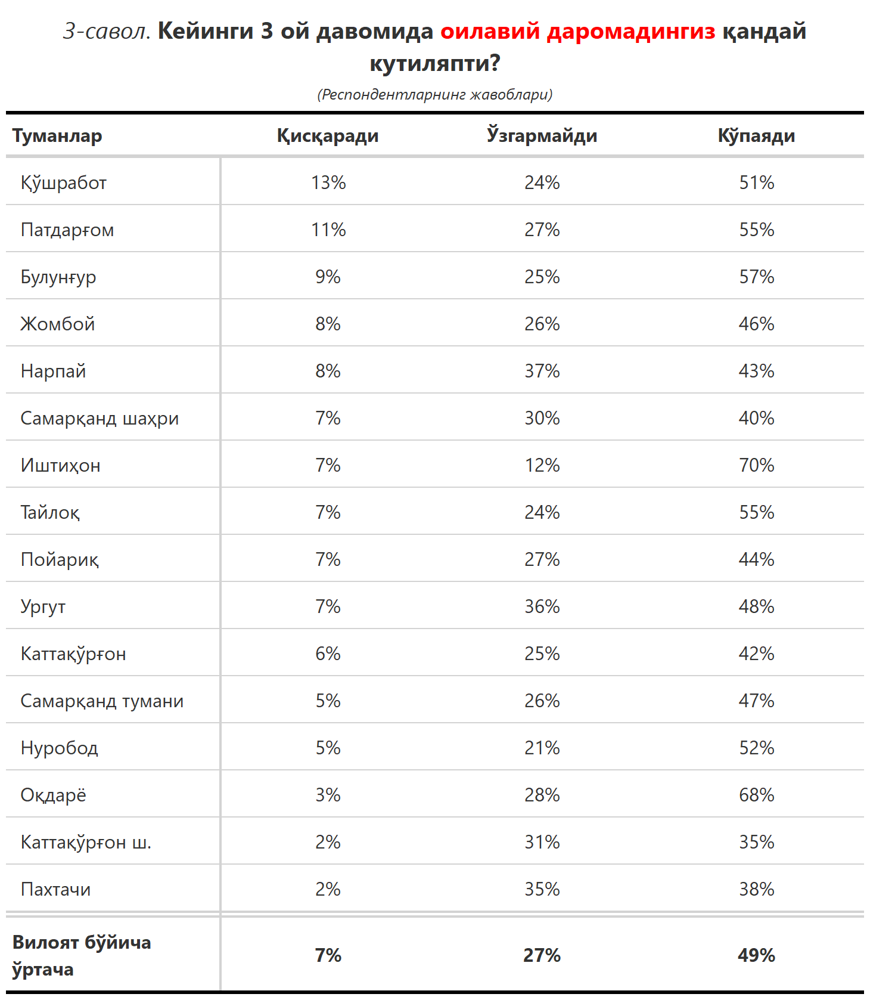 3-савол. Кейинги 3 ой давомида оилавий даромадингиз қандай
кутиляпти?
(Респондентларнинг жавоблари)
Туманлар Қисқаради Ўзгармайди Кўпаяди
Қўшработ 13% 24% 51%
Патдарғом 11% 27% 55%
Булунғур 9% 25% 57%
Жомбой 8% 26% 46%
Нарпай 8% 37% 43%
Самарқанд шаҳри 7% 30% 40%
Иштиҳон 7% 12% 70%
Тайлоқ 7% 24% 55%
Пойариқ 7% 27% 44%
Ургут 7% 36% 48%
Каттақўрғон 6% 25% 42%
Самарқанд тумани 5% 26% 47%
Нуробод 5% 21% 52%
Оқдарё 3% 28% 68%
Каттақўрғон ш. 2% 31% 35%
Пахтачи 2% 35% 38%
Вилоят бўйича
ўртача 7% 27% 49%